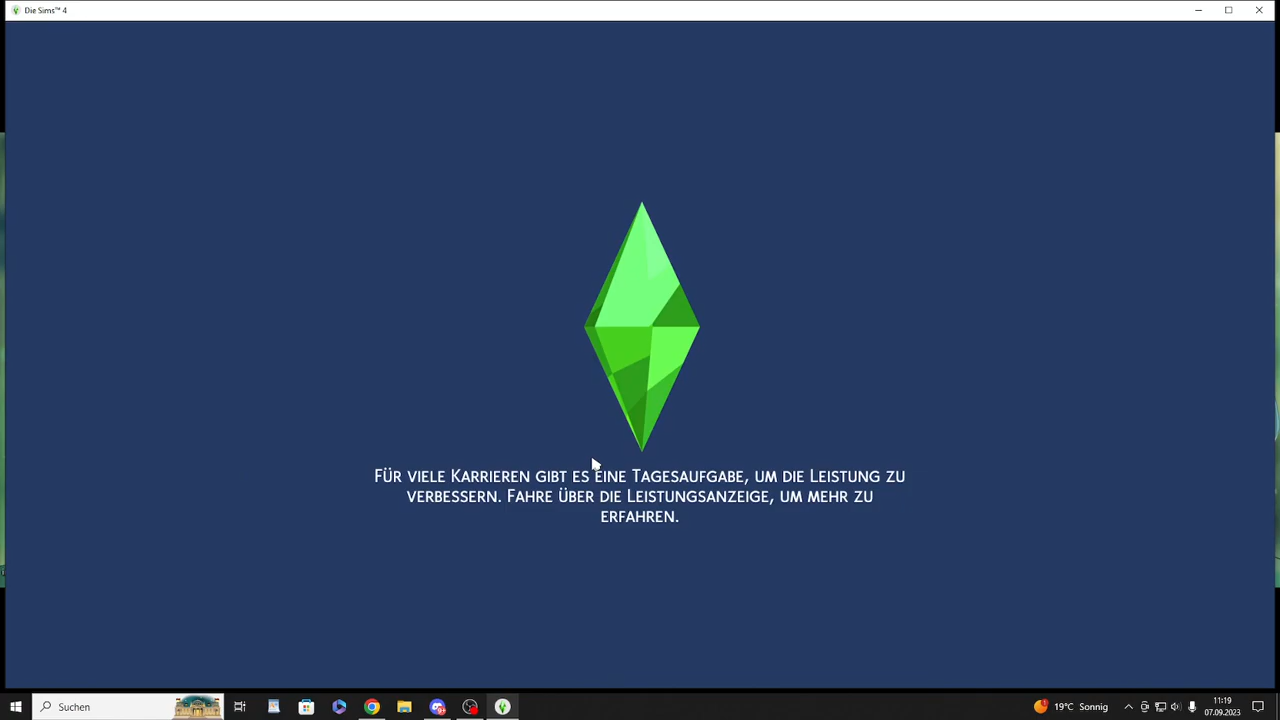 Die Sims™ 4
FÜR VIELE KARRIEREN GIBT ES EINE TAGESAUFGABE, UM DIE LEISTUNG ZU
VERBESSERN. FAHRE ÜBER DIE LEISTUNGSANZEIGE, UM MEHR ZU
ERFAHREN.
Suchen
19°C Sonnig
11:19
07.09.2023